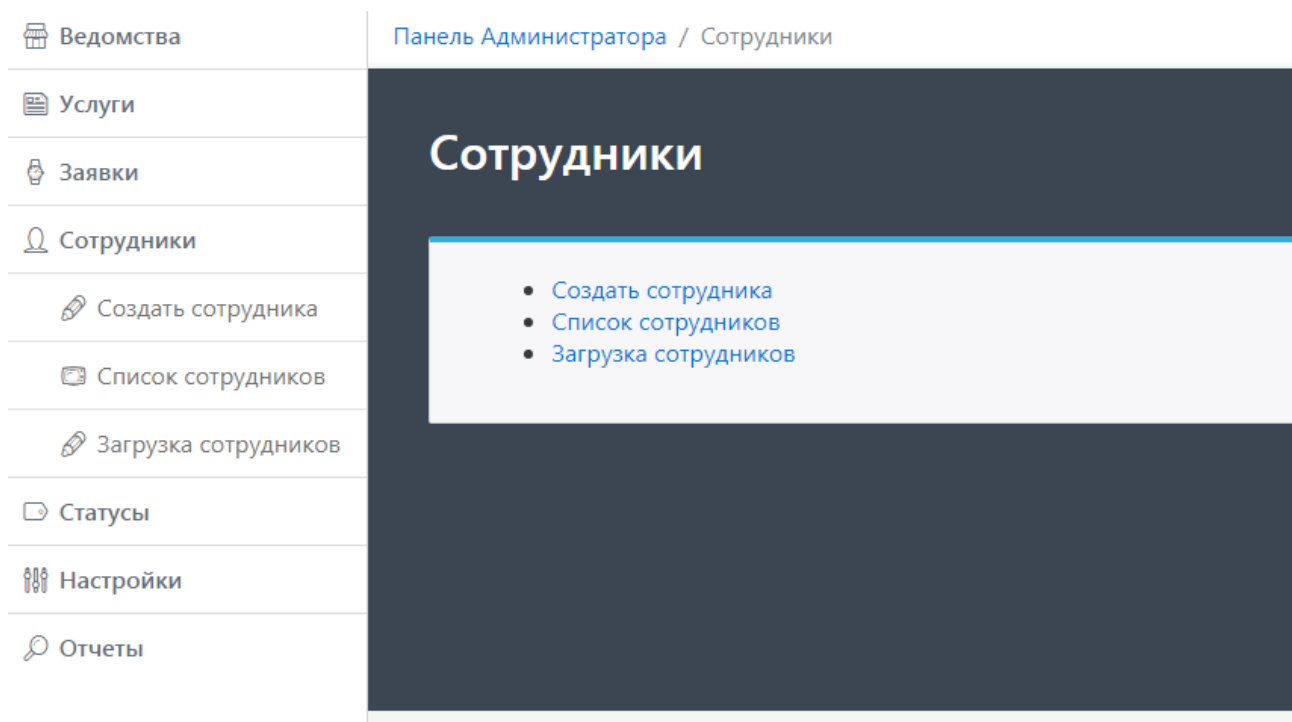 Ведомства
Услуги
Заявки
Сотрудники
Создать сотрудника
Список сотрудников
Загрузка сотрудников
Статусы
Настройки
Отчеты
Панель Администратора / Сотрудники
Сотрудники
• Создать сотрудника
• Список сотрудников
• Загрузка сотрудников